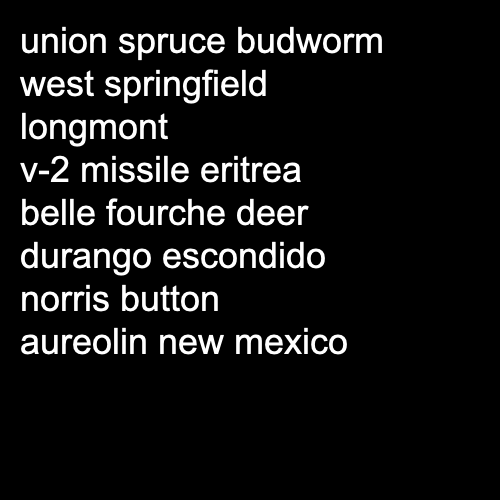 union spruce budworm
west springfield
longmont
v-2 missile eritrea
belle fourche deer
durango escondido
norris button
aureolin new mexico